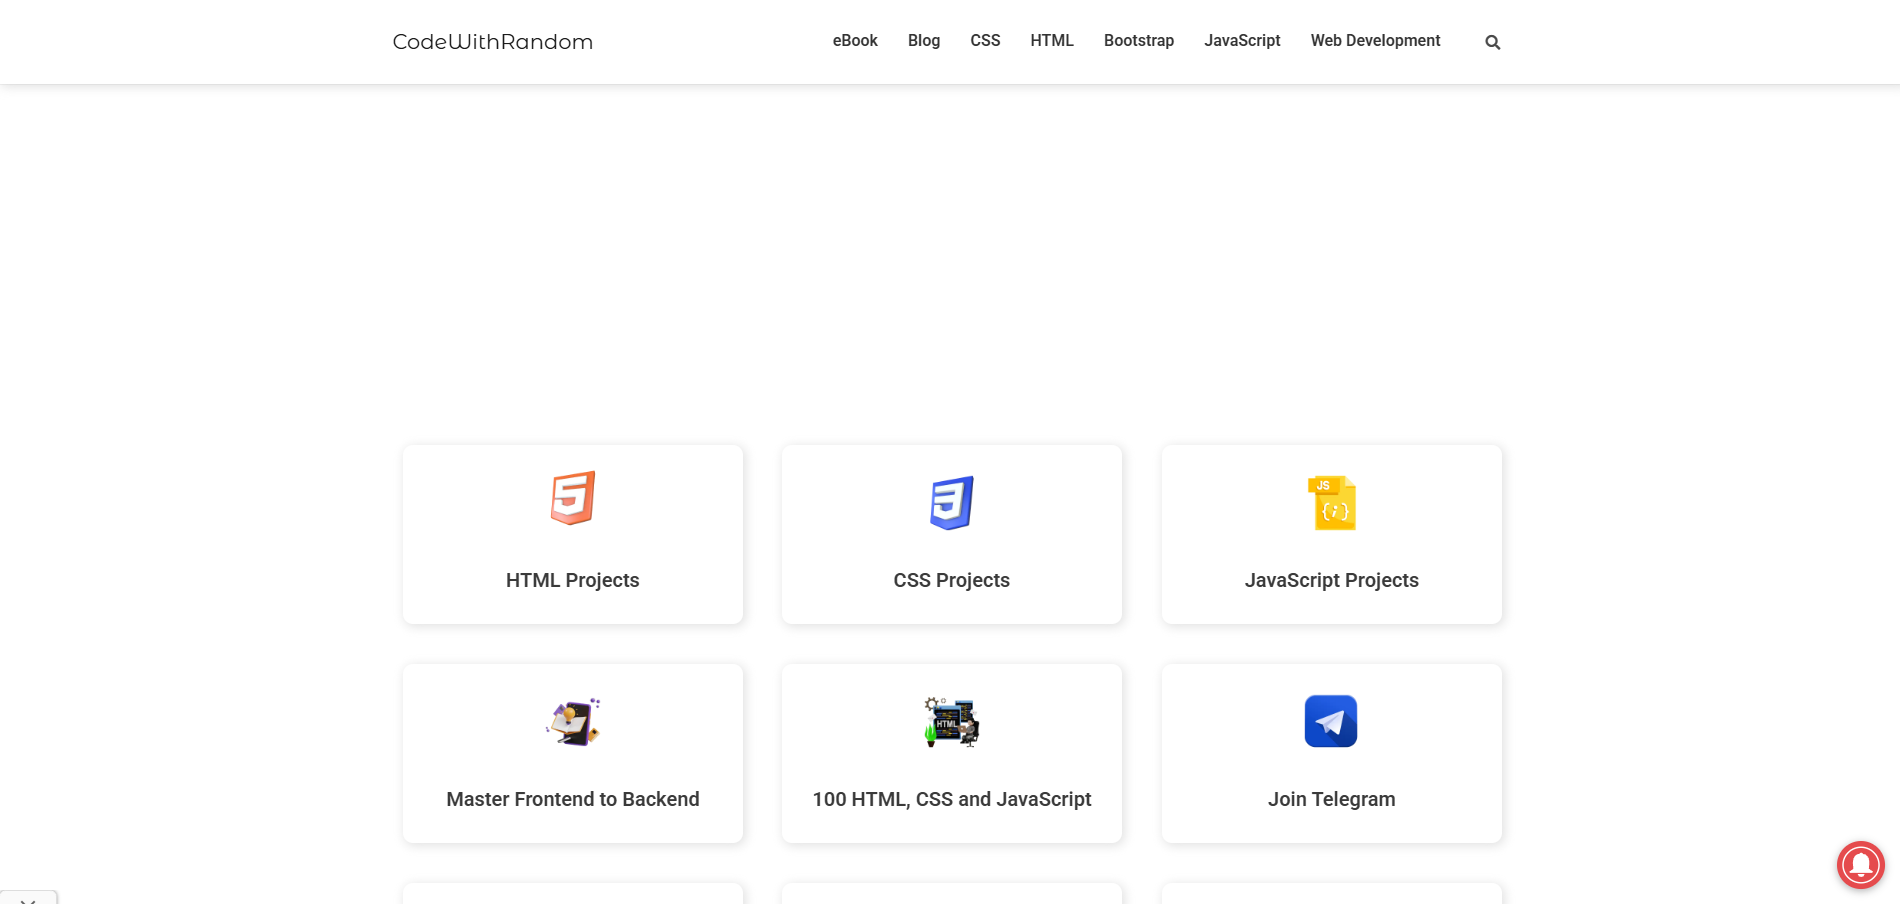 CodeWithRandom
eBook Blog CSS HTML Bootstrap JavaScript Web Development
JS
HTML Projects
CSS Projects
JavaScript Projects
HTML
Master Frontend to Backend
100 HTML, CSS and JavaScript
Join Telegram